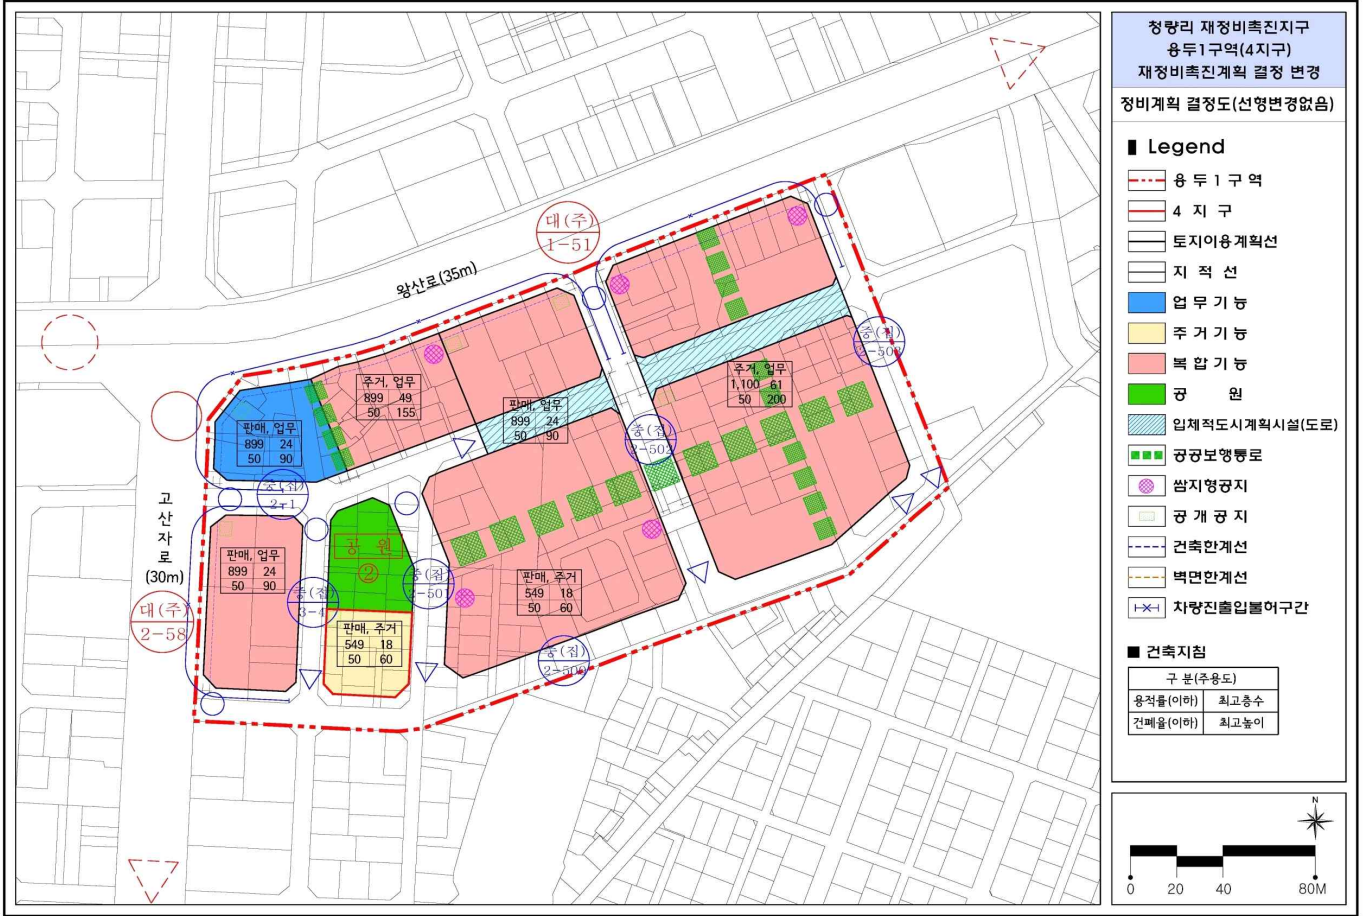 청량리 재정비촉진지구
용두1구역(4지구)
재정비촉진계획 결정 변경
정비계획 결정도(선형변경없음)
Legend
용 두 1 구 역
4 지 구
토지이용계획선
지 적 선
업 무 기 능
주 거 기 능
복 합 기 능
공 원
입체적도시계획시설(도로)
공공보행통로
쌈지형공지
공 개 공 지
건축한계선
벽면한계선
차량진출입불허구간
건축지침
구 분(주용도)
용적률(이하) 최고층수
건폐율(이하) 최고높이
N
0 20 40 80M
대(주)
1-51
왕산로(35m)
중(집)
주거, 업무
1,100 61
50 200
주거, 업무
899 49
50 155
판매, 업무
899 24
50 90
판매, 업무
899 24
50 90
중(집)
2-502
중(집)
2-1
고산자로
(30m)
공 원
②
판매, 업무
899 24
50 90
중(집)
2-501
판매, 주거
549 18
50 60
중(집)
3-4
대(주)
2-58
판매, 주거
549 18
50 60
중(집)
2-500